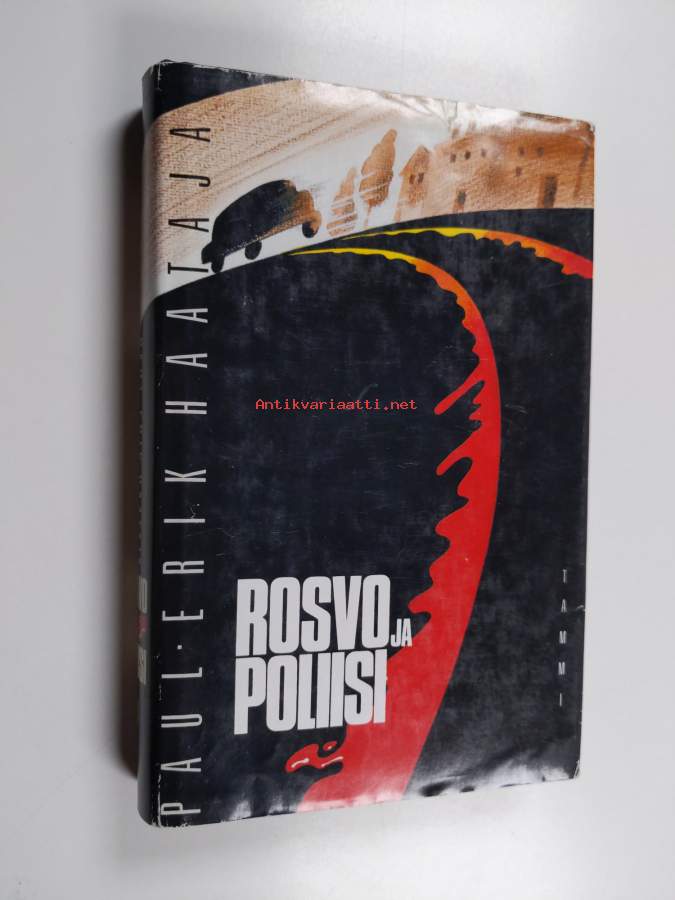 PAUL-ERIK HAATAJA
Antikvariaatti.net
ROSVO JA
POLIISI
TAMMI